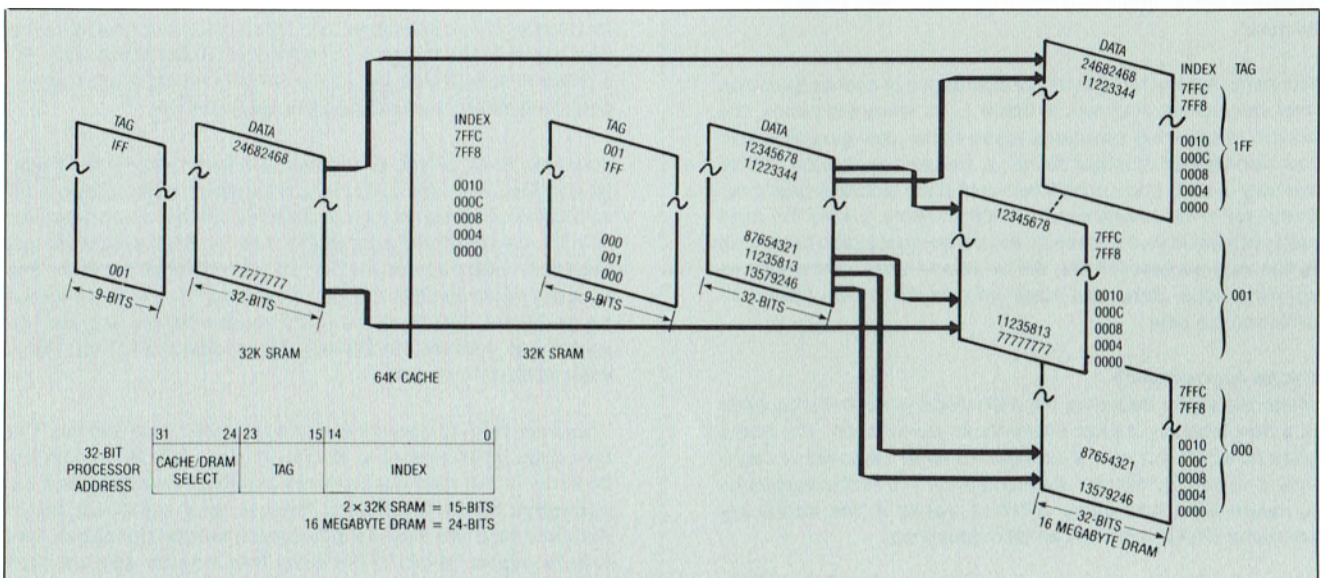 TAG
1FF
001
9-BITS
DATA
24682468
77777777
32-BITS
32K SRAM
INDEX
7FFC
7FF8
0010
000C
0008
0004
0000
64K CACHE
TAG
001
1FF
000
001
000
9-BITS
DATA
12345678
11223344
87654321
11235813
13579246
32-BITS
32K SRAM
DATA
24682468
11223344
INDEX
7FFC
7FF8
0010
000C
0008
0004
0000
TAG
1FF
12345678
11235813
77777777
7FFC
7FF8
0010
000C
0008
0004
0000
001
87654321
13579246
7FFC
7FF8
0010
000C
0008
0004
0000
000
32-BITS
16 MEGABYTE DRAM
32-BIT
PROCESSOR
ADDRESS
31 24 23 15 14 0
CACHE/DRAM
SELECT
TAG
INDEX
2 × 32K SRAM = 15-BITS
16 MEGABYTE DRAM = 24-BITS